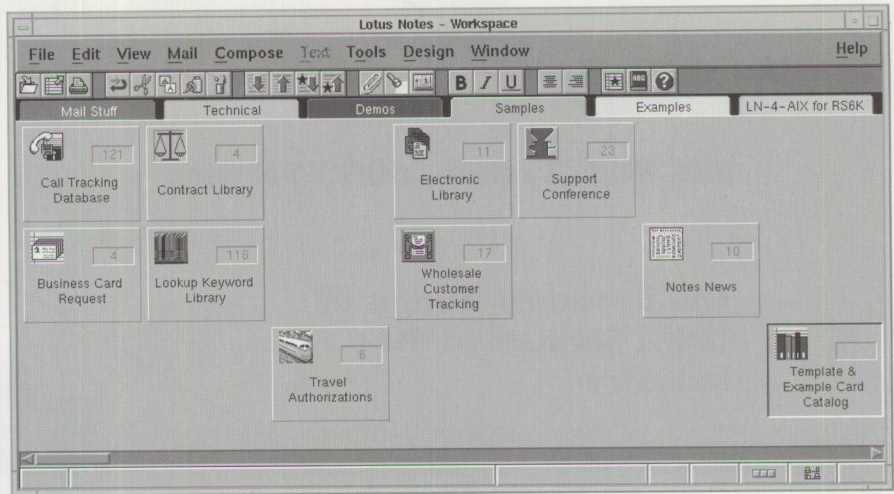 Lotus Notes - Workspace
File Edit View Mail Compose Text Tools Design Window Help
B I U ABC ?
Mail Stuff Technical Demos Samples Examples LN-4-AIX for RS6K
121 4 11 23
Call Tracking Contract Library Electronic Support
Database Library Conference
4 116 17 10
Business Card Lookup Keyword Wholesale Notes News
Request Library Customer
Tracking
6
Travel Template &
Authorizations Example Card
Catalog